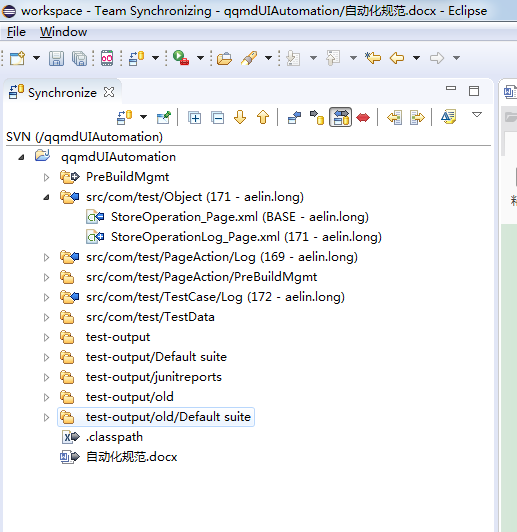 workspace - Team Synchronizing - qqmdUIAutomation/自动化规范.docx - Eclipse
File Window
Synchronize
SVN (/qqmdUIAutomation)
qqmdUIAutomation
PreBuildMgmt
src/com/test/Object (171 - aelin.long)
StoreOperation_Page.xml (BASE - aelin.long)
StoreOperationLog_Page.xml (171 - aelin.long)
src/com/test/PageAction/Log (169 - aelin.long)
src/com/test/PageAction/PreBuildMgmt
src/com/test/TestCase/Log (172 - aelin.long)
src/com/test/TestData
test-output
test-output/Default suite
test-output/junitreports
test-output/old
test-output/old/Default suite
.classpath
自动化规范.docx